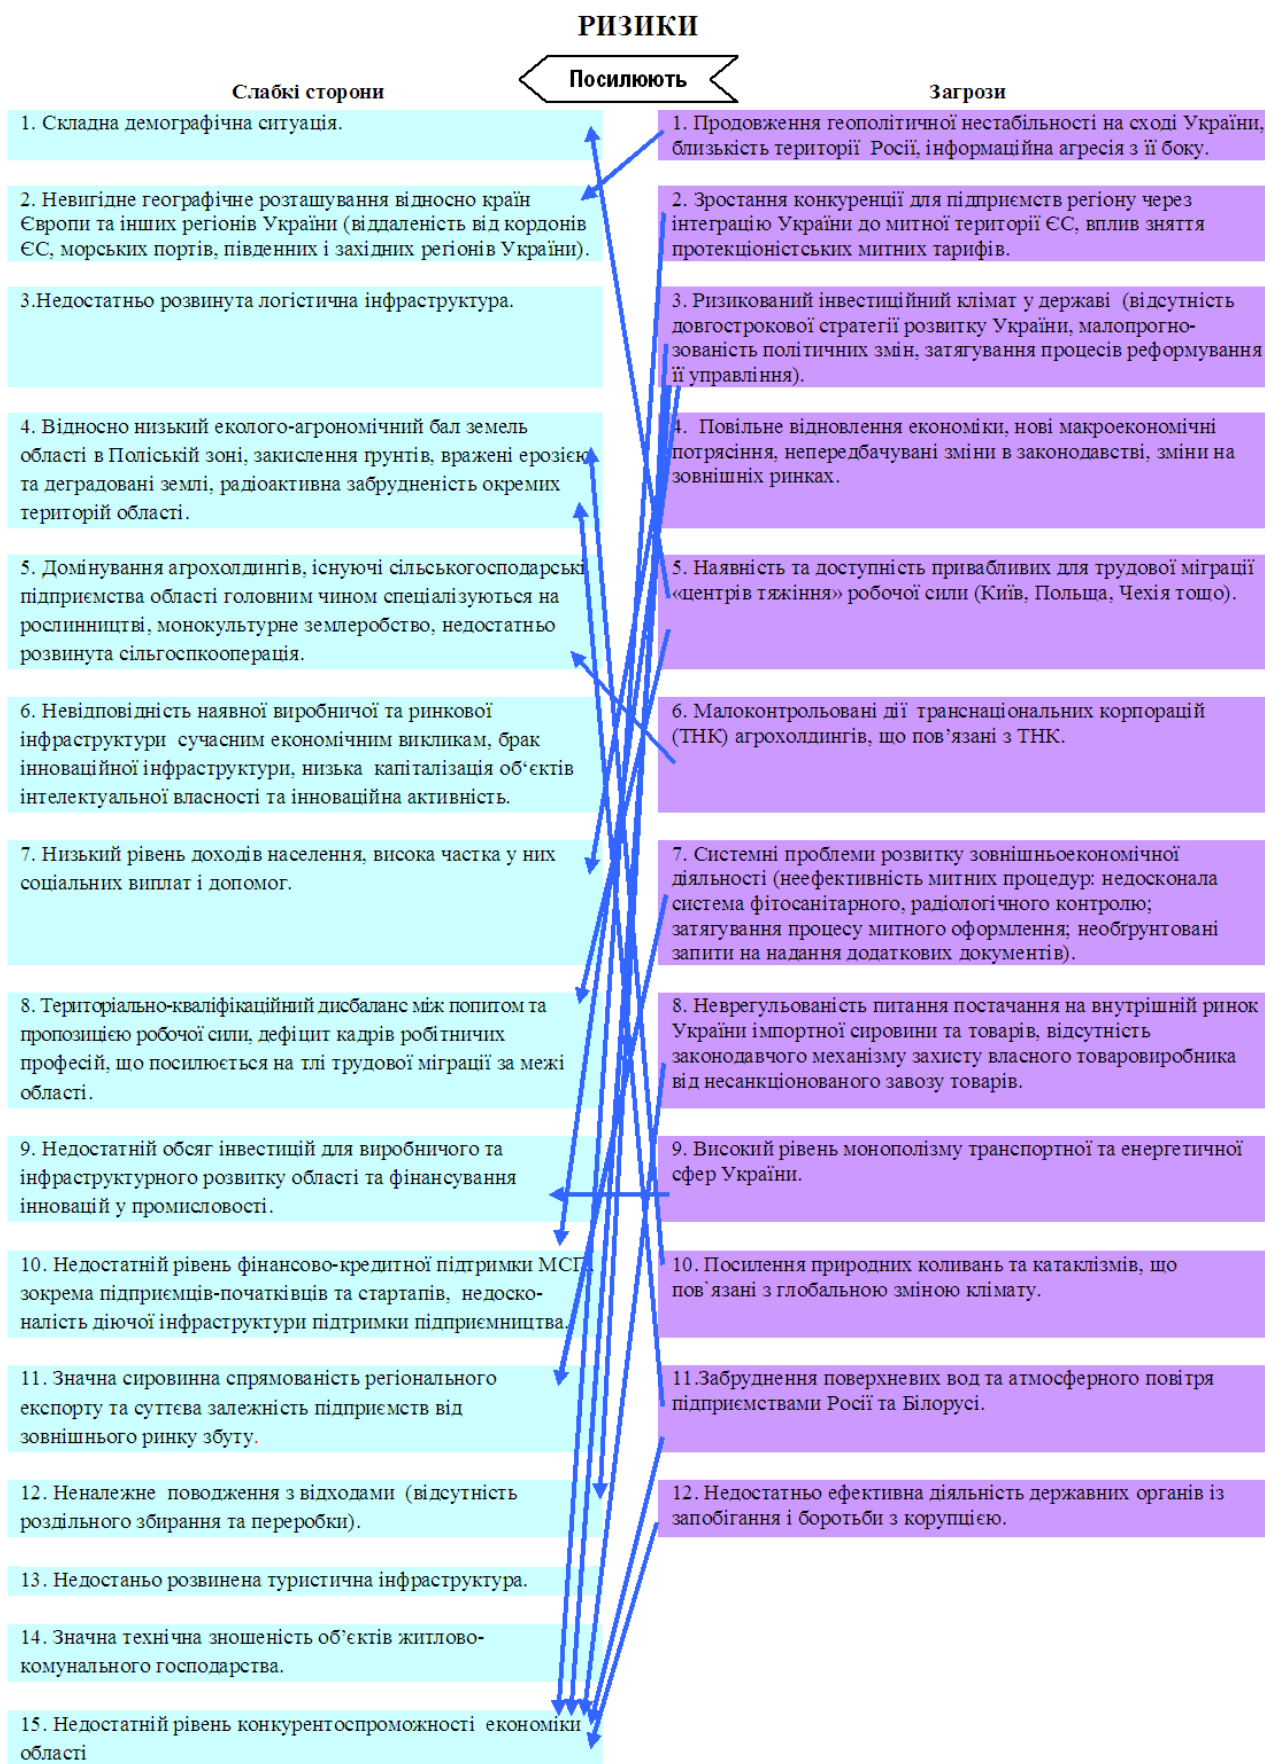 РИЗИКИ
Посилюють
Слабкі сторони
Загрози
1. Складна демографічна ситуація.
2. Невигідне географічне розташування відносно країн
Європи та інших регіонів України (віддаленість від кордонів
ЄС, морських портів, південних і західних регіонів України).
3.Недостатньо розвинута логістична інфраструктура.
4. Відносно низький еколого-агрономічний бал земель
області в Поліській зоні, закислення ґрунтів, вражені ерозією
та деградовані землі, радіоактивна забрудненість окремих
територій області.
5. Домінування агрохолдингів, існуючі сільськогосподарські
підприємства області головним чином спеціалізуються на
рослинництві, монокультурне землеробство, недостатньо
розвинута сільгоспкооперація.
6. Невідповідність наявної виробничої та ринкової
інфраструктури сучасним економічним викликам, брак
інноваційної інфраструктури, низька капіталізація об‘єктів
інтелектуальної власності та інноваційна активність.
7. Низький рівень доходів населення, висока частка у них
соціальних виплат і допомог.
8. Територіально-кваліфікаційний дисбаланс між попитом та
пропозицією робочої сили, дефіцит кадрів робітничих
професій, що посилюється на тлі трудової міграції за межі
області.
9. Недостатній обсяг інвестицій для виробничого та
інфраструктурного розвитку області та фінансування
інновацій у промисловості.
10. Недостатній рівень фінансово-кредитної підтримки МСП,
зокрема підприємців-початківців та стартапів, недоско-
налість діючої інфраструктури підтримки підприємництва.
11. Значна сировинна спрямованість регіонального
експорту та суттєва залежність підприємств від
зовнішнього ринку збуту.
12. Неналежне поводження з відходами (відсутність
роздільного збирання та переробки).
13. Недостаньо розвинена туристична інфраструктура.
14. Значна технічна зношеність об’єктів житлово-
комунального господарства.
15. Недостатній рівень конкурентоспроможності економіки
області
1. Продовження геополітичної нестабільності на сході України,
близькість території Росії, інформаційна агресія з її боку.
2. Зростання конкуренції для підприємств регіону через
інтеграцію України до митної території ЄС, вплив зняття
протекціоністських митних тарифів.
3. Ризикований інвестиційний клімат у державі (відсутність
довгострокової стратегії розвитку України, малопрогно-
зованість політичних змін, затягування процесів реформування
її управління).
4. Повільне відновлення економіки, нові макроекономічні
потрясіння, непередбачувані зміни в законодавстві, зміни на
зовнішніх ринках.
5. Наявність та доступність привабливих для трудової міграції
«центрів тяжіння» робочої сили (Київ, Польща, Чехія тощо).
6. Малоконтрольовані дії транснаціональних корпорацій
(ТНК) агрохолдингів, що пов’язані з ТНК.
7. Системні проблеми розвитку зовнішньоекономічної
діяльності (неефективність митних процедур: недосконала
система фітосанітарного, радіологічного контролю;
затягування процесу митного оформлення; необґрунтовані
запити на надання додаткових документів).
8. Неврегульованість питання постачання на внутрішній ринок
України імпортної сировини та товарів, відсутність
законодавчого механізму захисту власного товаровиробника
від несанкціонованого завозу товарів.
9. Високий рівень монополізму транспортної та енергетичної
сфер України.
10. Посилення природних коливань та катаклізмів, що
пов`язані з глобальною зміною клімату.
11.Забруднення поверхневих вод та атмосферного повітря
підприємствами Росії та Білорусі.
12. Недостатньо ефективна діяльність державних органів із
запобігання і боротьби з корупцією.